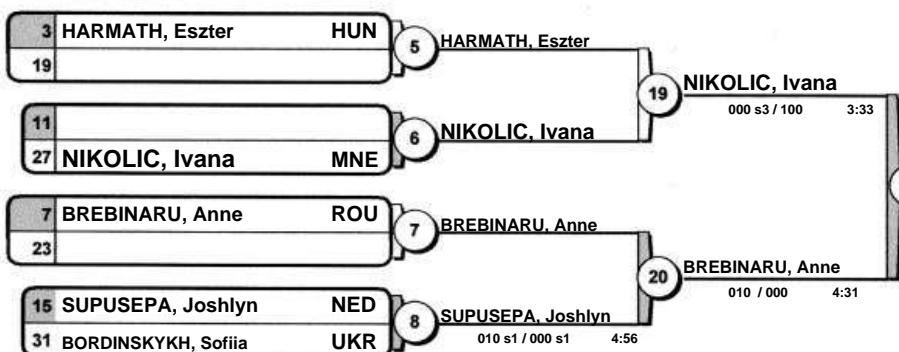 3 HARMATH, Eszter HUN
19
5
HARMATH, Eszter
11
27 NIKOLIC, Ivana MNE
6
NIKOLIC, Ivana
19
NIKOLIC, Ivana
000 s3 / 100 3:33
7 BREBINARU, Anne ROU
23
7
BREBINARU, Anne
15 SUPUSEPA, Joshlyn NED
31 BORDINSKYKH, Sofiia UKR
8
SUPUSEPA, Joshlyn
010 s1 / 000 s1 4:56
20
BREBINARU, Anne
010 / 000 4:31